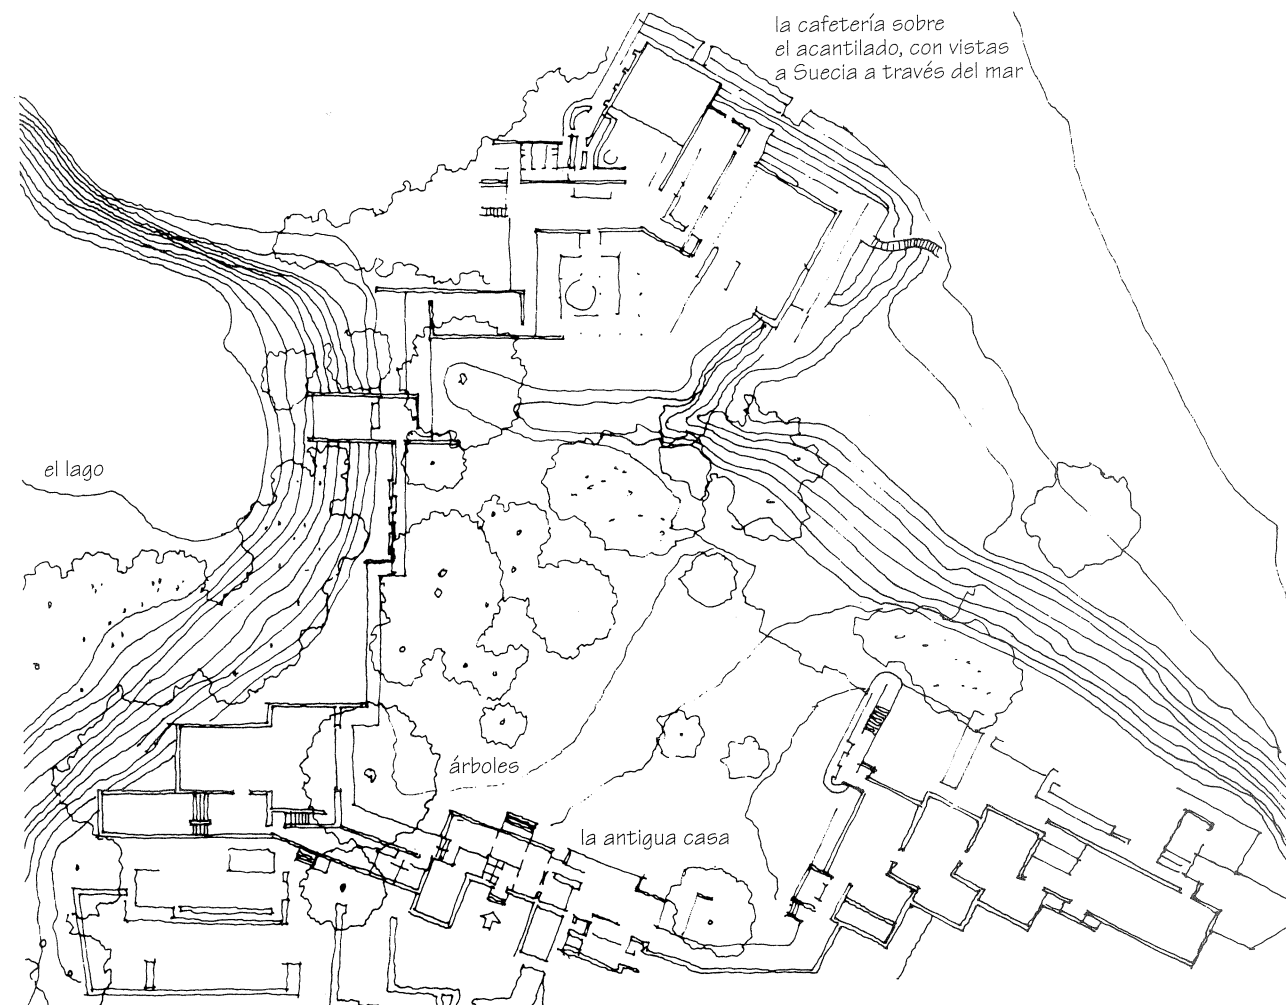 la cafetería sobre
el acantilado, con vistas
a Suecia a través del mar
el lago
árboles
la antigua casa